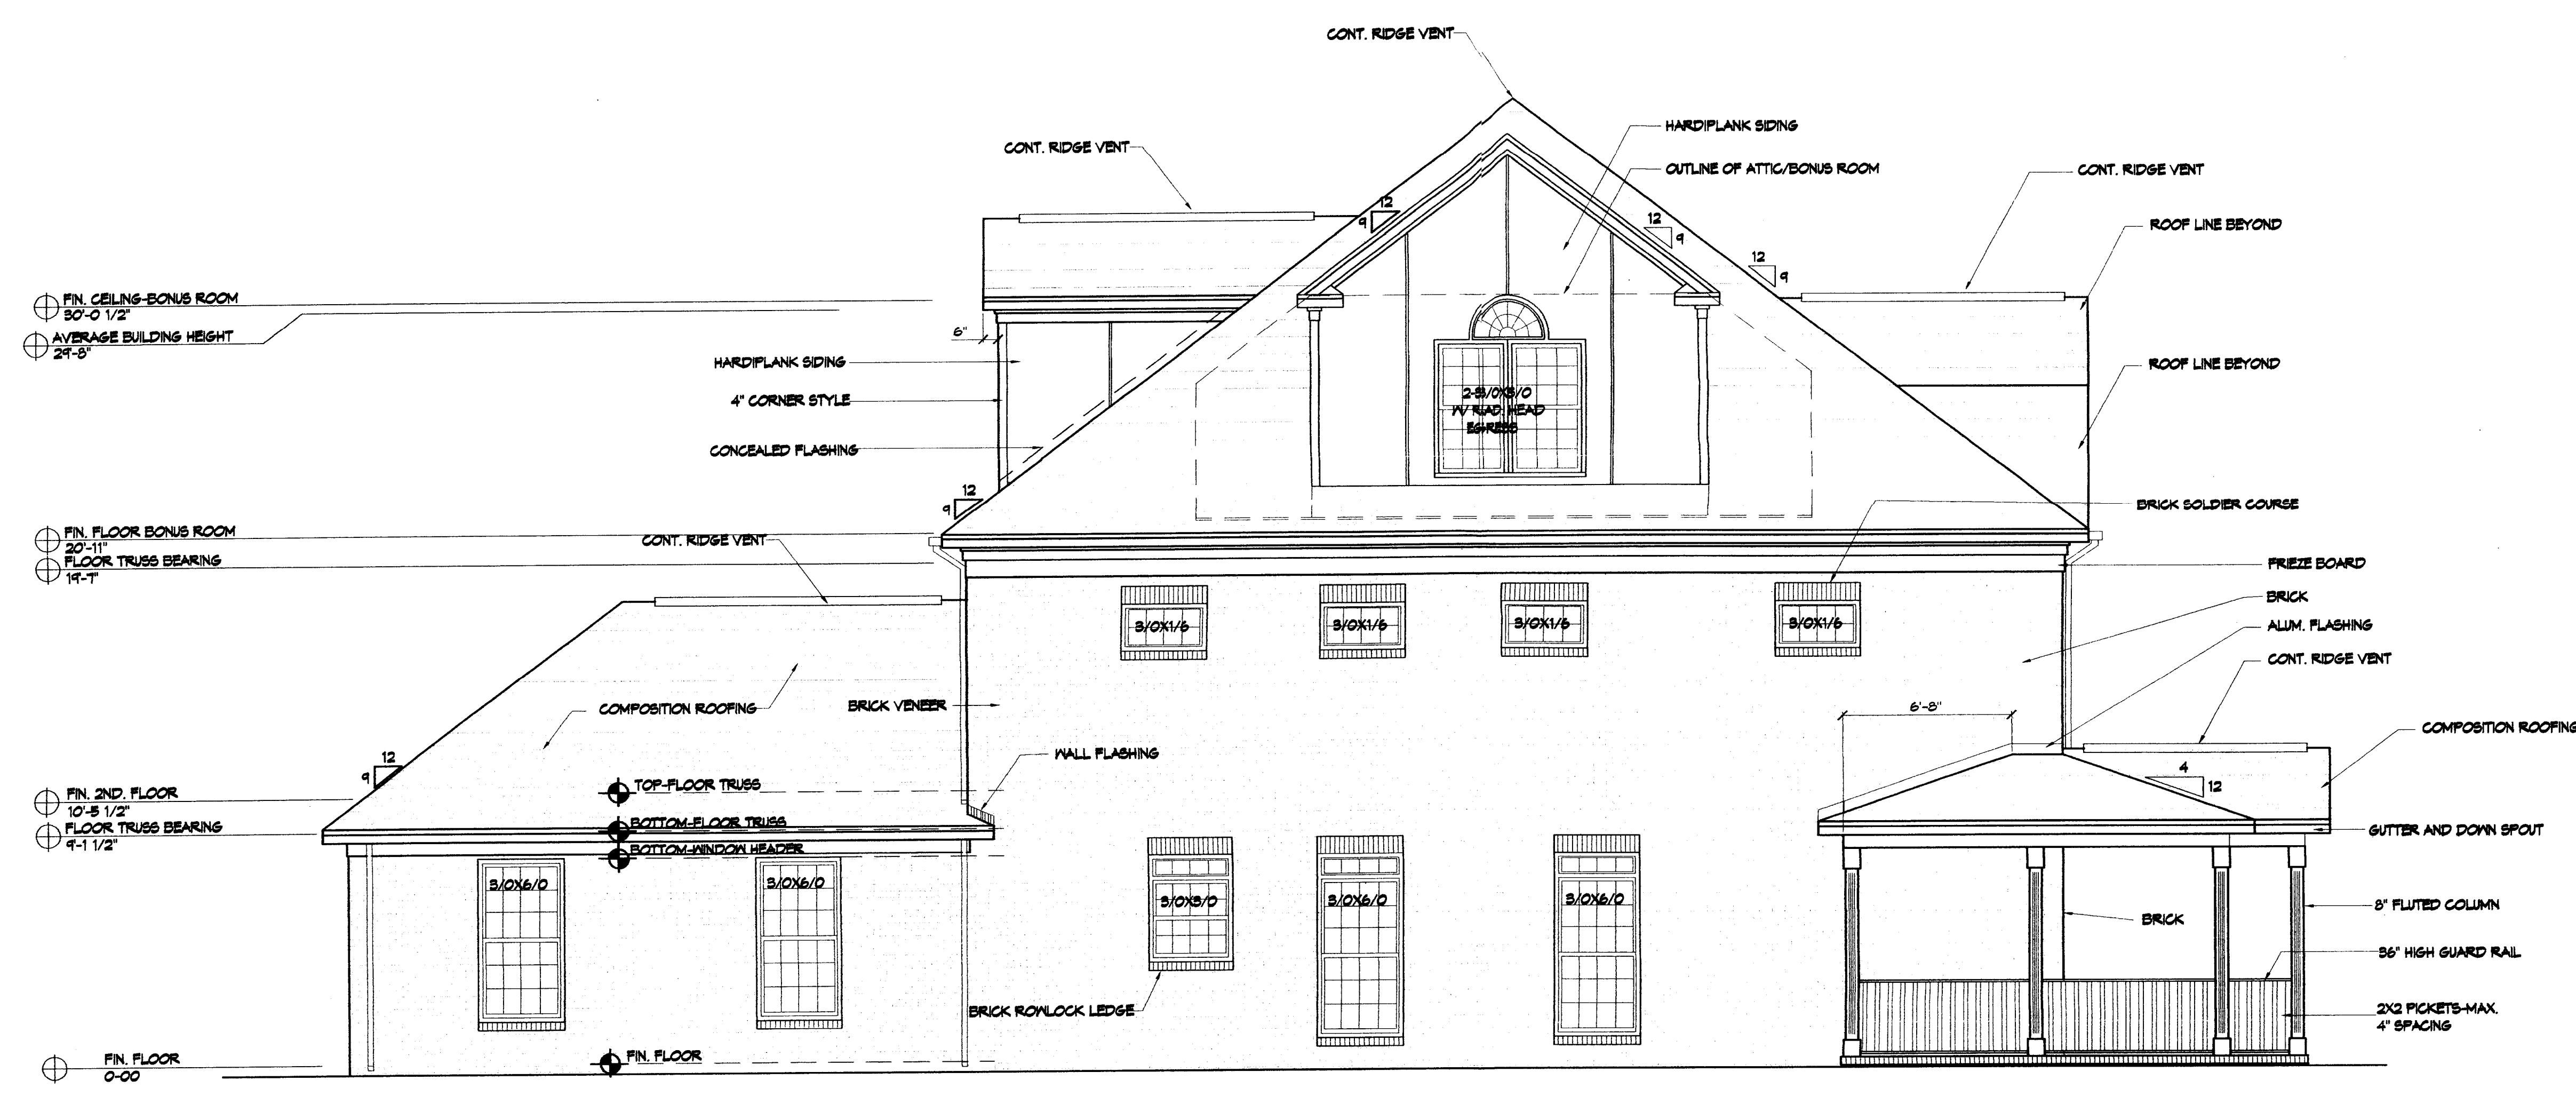 CONT. RIDGE VENT
HARDIPLANK SIDING
CONT. RIDGE VENT
OUTLINE OF ATTIC/BONUS ROOM
CONT. RIDGE VENT
12
9
12
9
ROOF LINE BEYOND
12
9
FIN. CEILING-BONUS ROOM
30'-0 1/2"
AVERAGE BUILDING HEIGHT
29'-8"
6"
HARDIPLANK SIDING
ROOF LINE BEYOND
4" CORNER STYLE
W/ RAD. HEAD
EGRESS
CONCEALED FLASHING
12
9
BRICK SOLDIER COURSE
FIN. FLOOR BONUS ROOM
20'-11"
CONT. RIDGE VENT
FLOOR TRUSS BEARING
19'-7"
FRIEZE BOARD
BRICK
3/0X1/6
3/0X1/6
3/0X1/6
3/0X1/6
ALUM. FLASHING
CONT. RIDGE VENT
COMPOSITION ROOFING
BRICK VENEER
6'-8"
COMPOSITION ROOFING
WALL FLASHING
12
9
4
12
TOP-FLOOR TRUSS
FIN. 2ND. FLOOR
10'-5 1/2"
BOTTOM-FLOOR TRUSS
FLOOR TRUSS BEARING
9'-1 1/2"
GUTTER AND DOWN SPOUT
BOTTOM-WINDOW HEADER
3/0X6/0
3/0X6/0
3/0X3/0
3/0X6/0
3/0X6/0
8" FLUTED COLUMN
BRICK
36" HIGH GUARD RAIL
BRICK ROWLOCK LEDGE
2X2 PICKETS-MAX.
4" SPACING
FIN. FLOOR
0-00
FIN. FLOOR